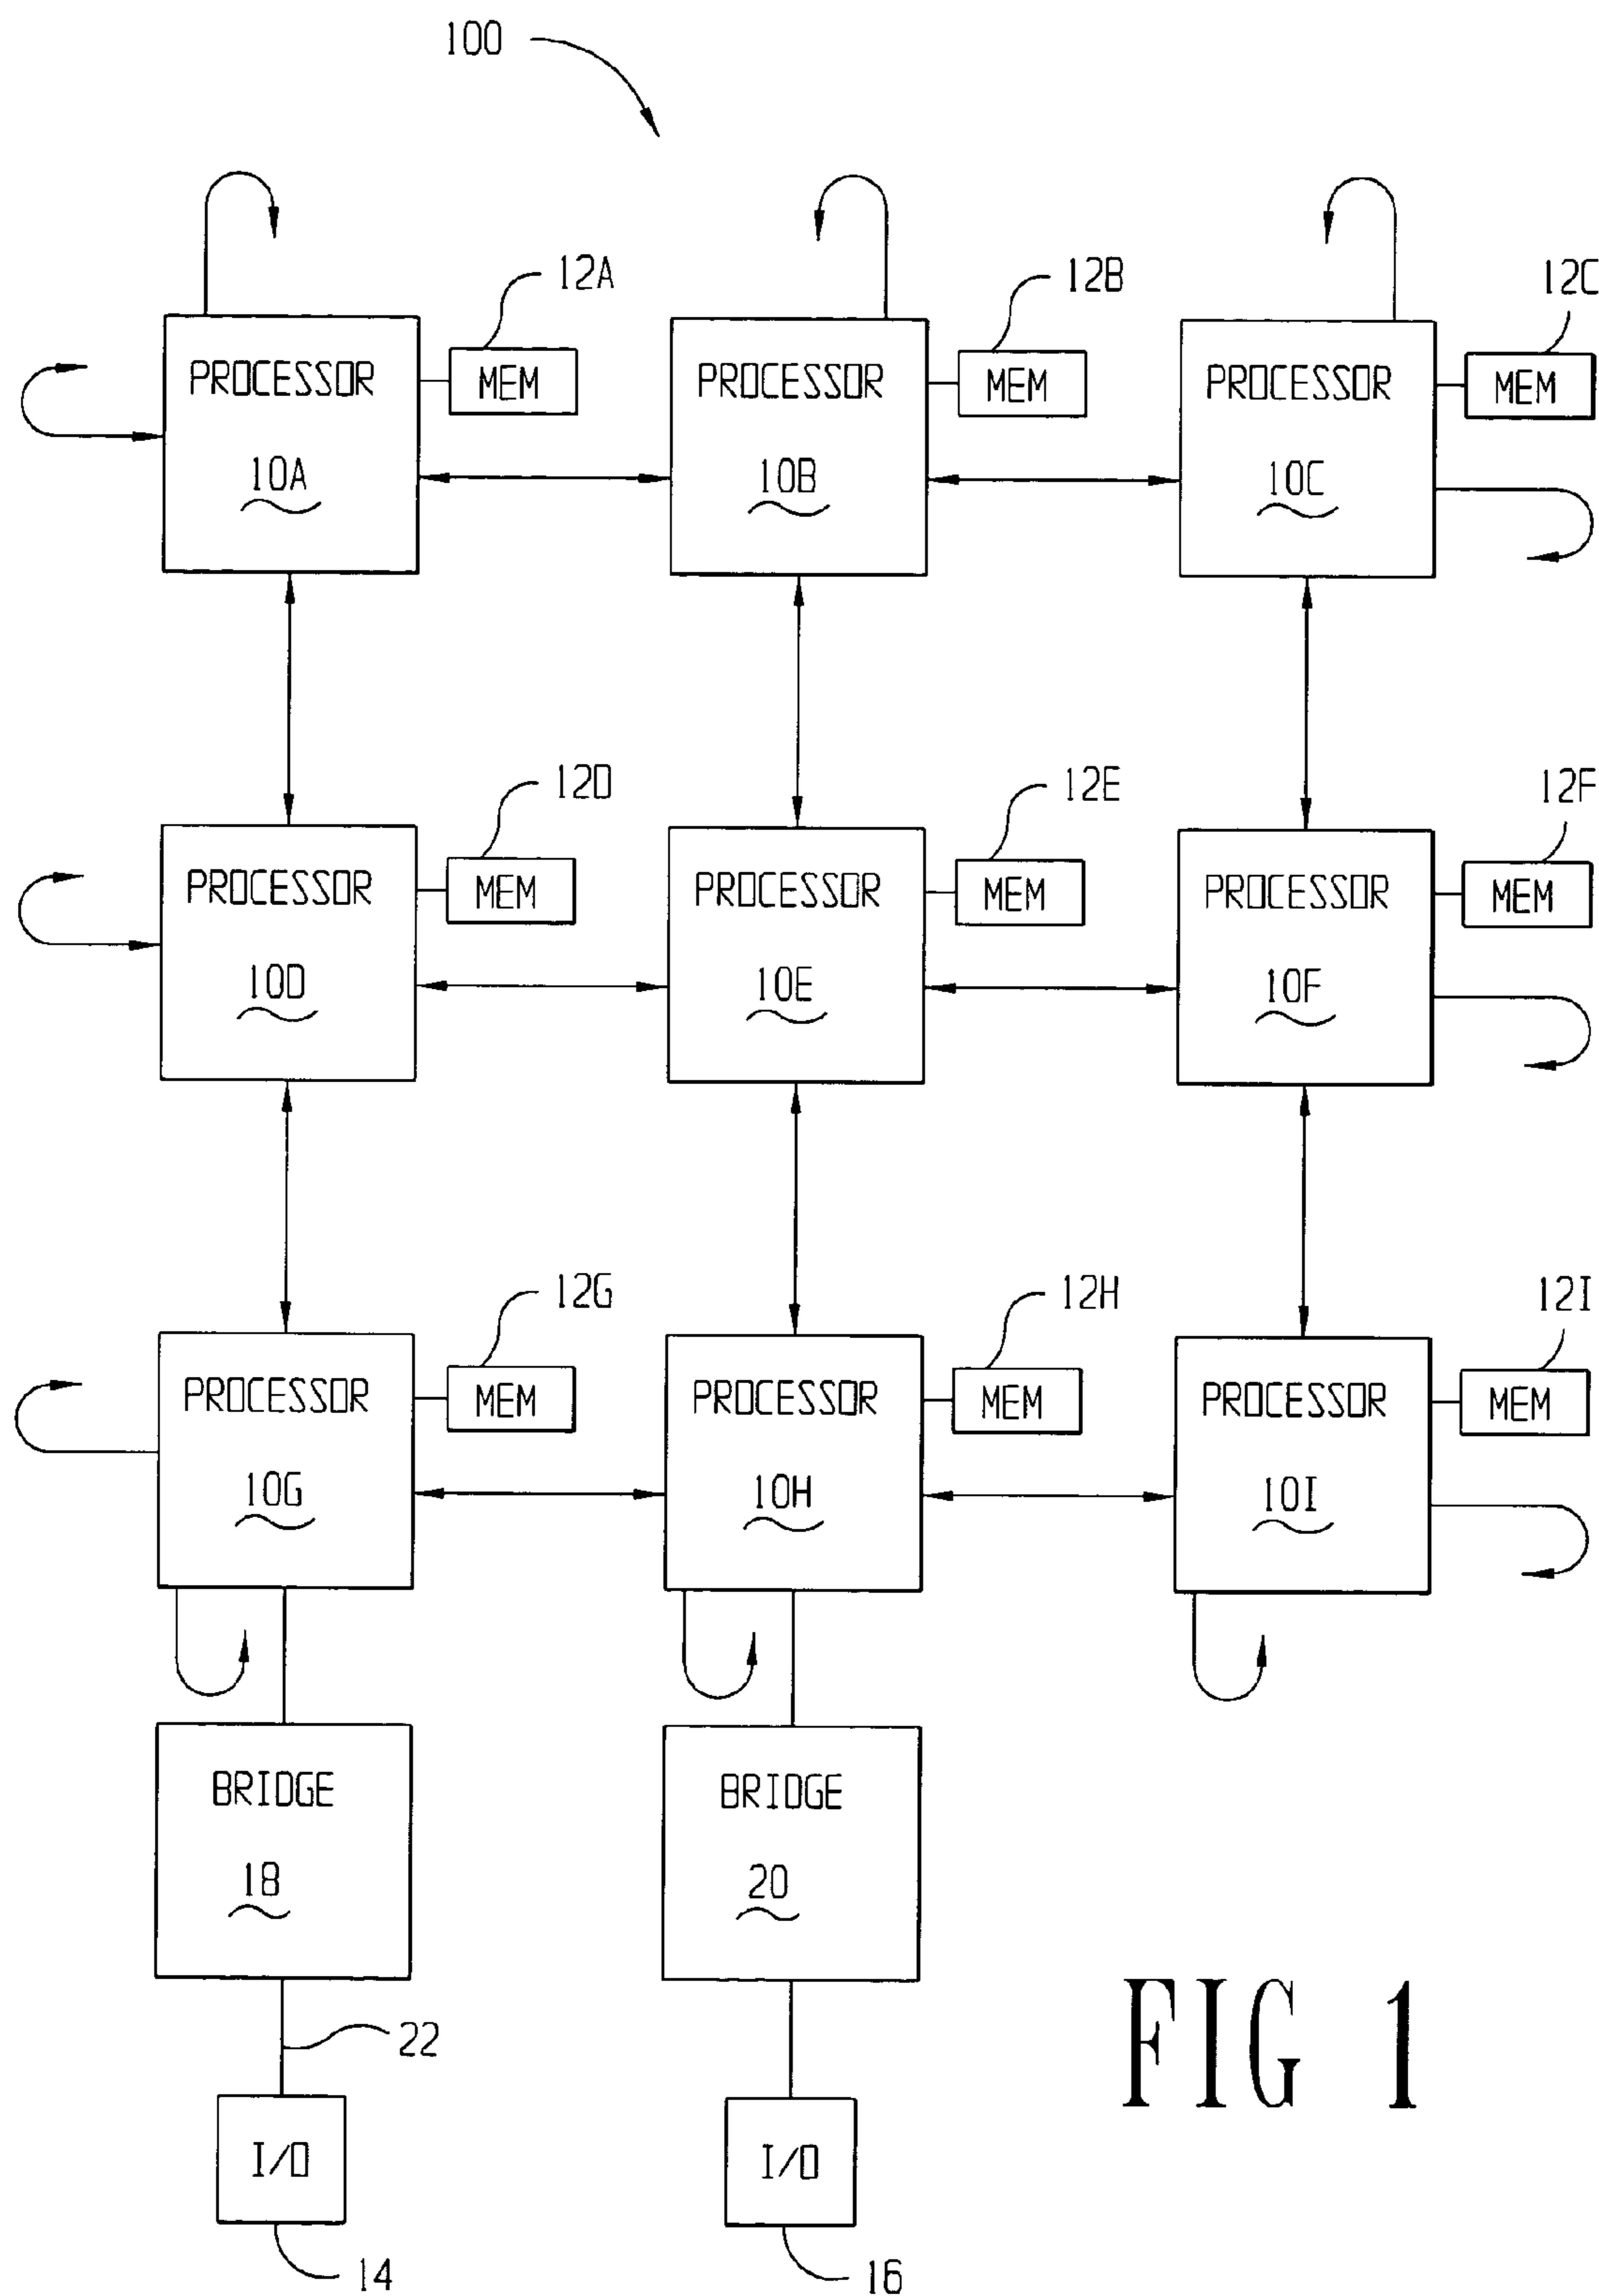 100
12A
12B
12C
PROCESSOR
10A
MEM
PROCESSOR
10B
MEM
PROCESSOR
10C
MEM
12D
12E
12F
PROCESSOR
10D
MEM
PROCESSOR
10E
MEM
PROCESSOR
10F
MEM
12G
12H
12I
PROCESSOR
10G
MEM
PROCESSOR
10H
MEM
PROCESSOR
10I
MEM
BRIDGE
18
BRIDGE
20
22
I/O
I/O
14
16
FIG 1